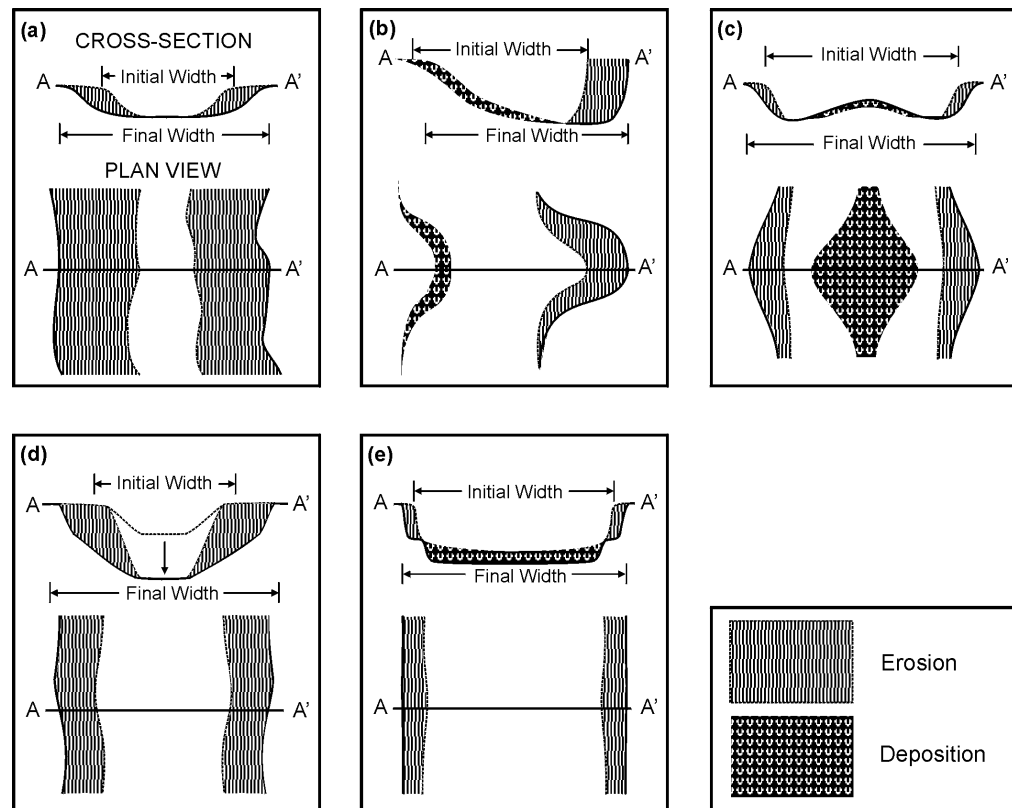 (a)
CROSS-SECTION
A Initial Width A'
Final Width
PLAN VIEW
A A'
(b)
A Initial Width A'
Final Width
A A'
(c)
Initial Width
A A'
Final Width
A A'
(d)
Initial Width
A A'
Final Width
A A'
(e)
Initial Width
A A'
Final Width
A A'
Erosion
Deposition